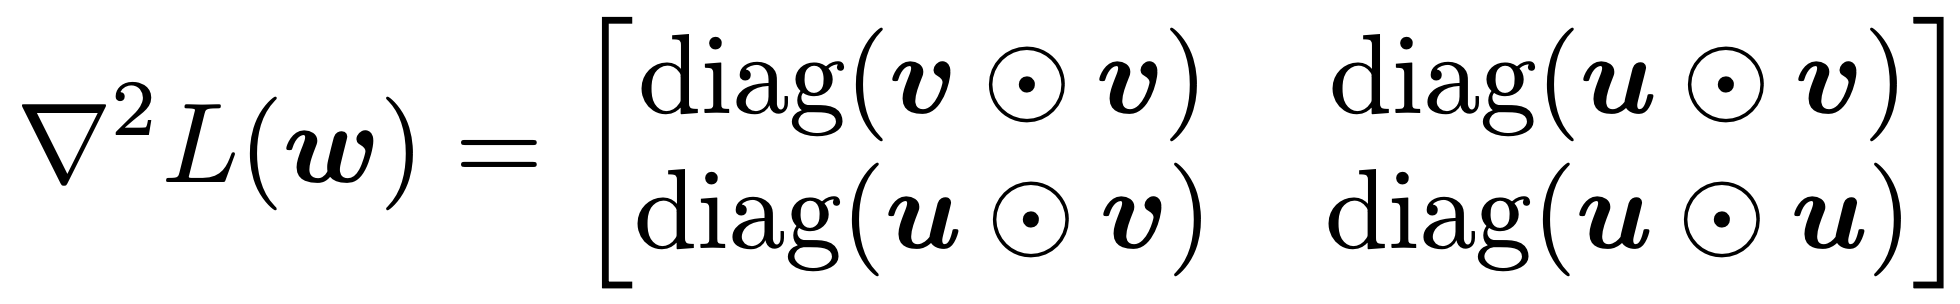 ∇²L(𝒘) = [diag(𝒗 ⊙ 𝒗) diag(𝒖 ⊙ 𝒗)
diag(𝒖 ⊙ 𝒗) diag(𝒖 ⊙ 𝒖)]